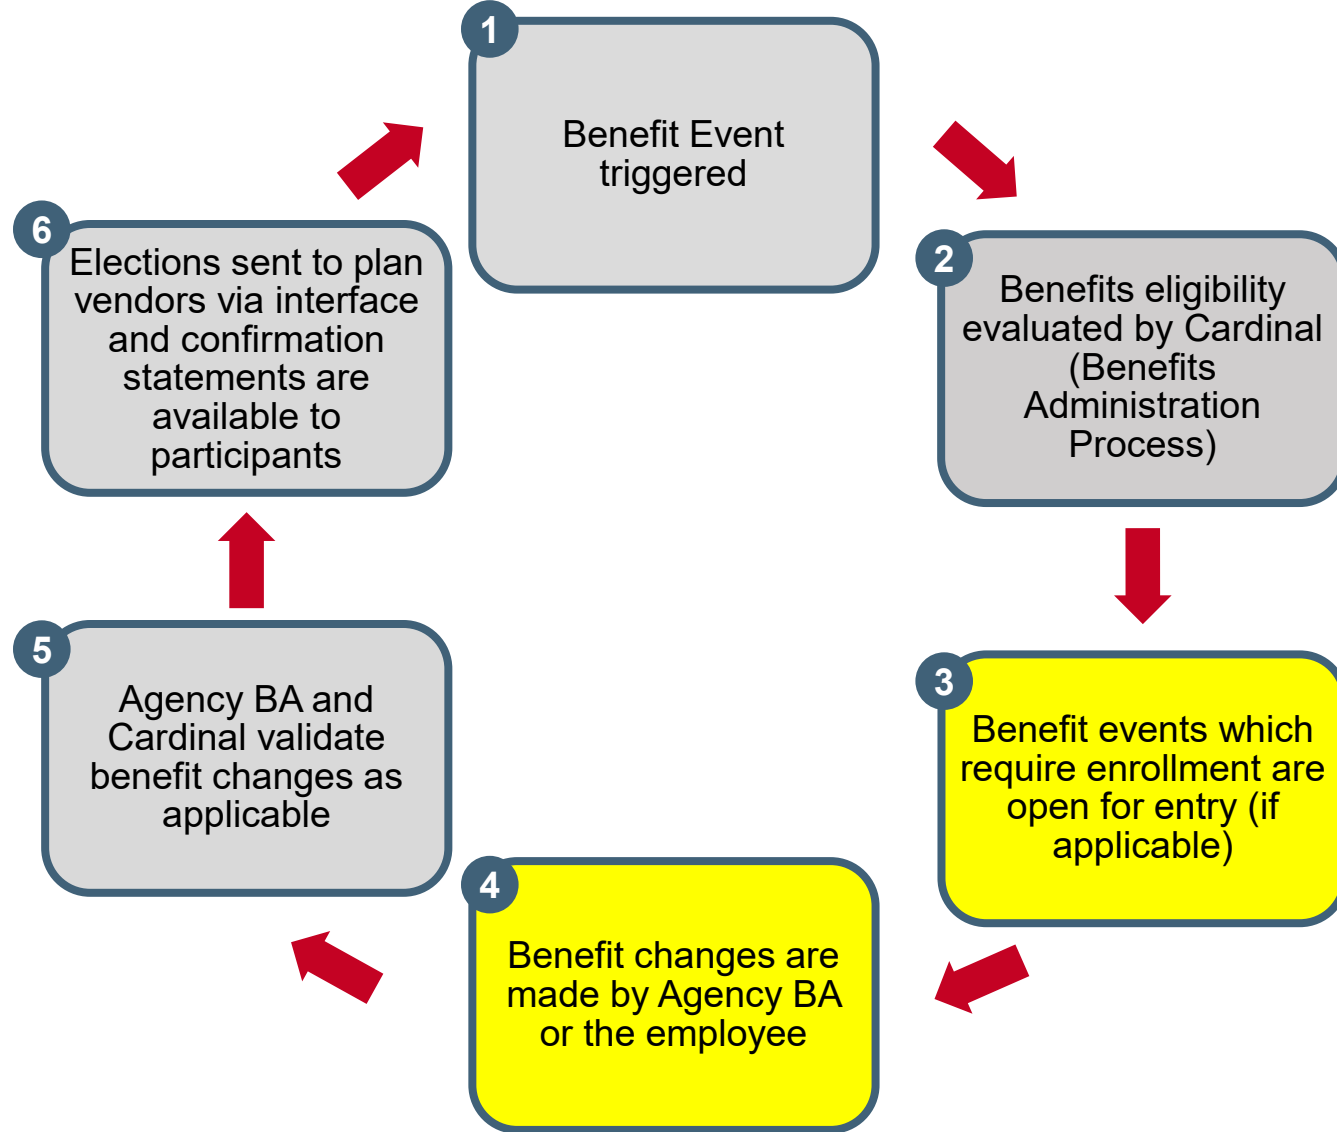 1
Benefit Event
triggered
2
Benefits eligibility
evaluated by Cardinal
(Benefits
Administration
Process)
3
Benefit events which
require enrollment are
open for entry (if
applicable)
4
Benefit changes are
made by Agency BA
or the employee
5
Agency BA and
Cardinal validate
benefit changes as
applicable
6
Elections sent to plan
vendors via interface
and confirmation
statements are
available to
participants